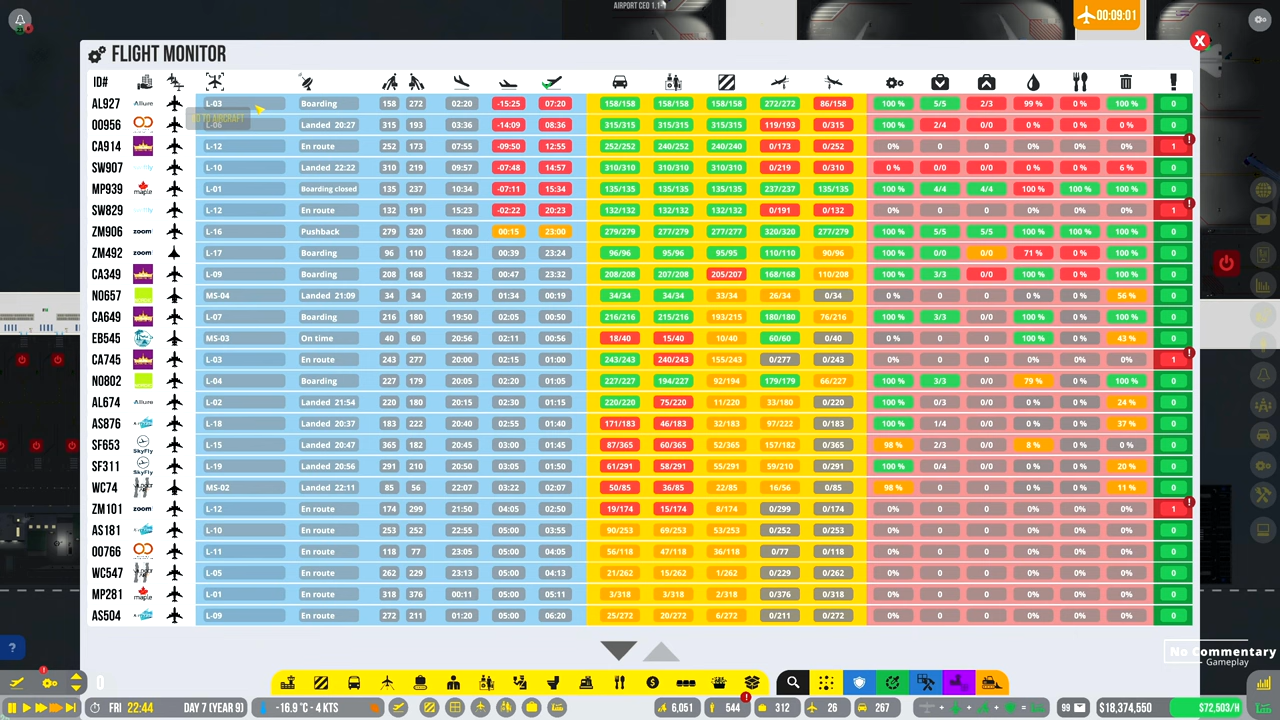 AIRPORT CEO 1.1-
00:09:01
FLIGHT MONITOR
X
ID#
AL927 Allure L-03 Boarding 158 272 02:20 -15:25 07:20 158/158 158/158 158/158 272/272 86/158 100 % 5/5 2/3 99 % 0 % 100 % 0
GO TO AIRCRAFT
OO956 L-06 Landed 20:27 315 193 03:36 -14:09 08:36 315/315 315/315 315/315 119/193 0/315 100 % 2/4 0/0 0 % 0 % 0 % 0
CA914 L-12 En route 252 173 07:55 -09:50 12:55 252/252 240/252 240/240 0/173 0/252 0% 0 0 0% 0% 0% 1
SW907 L-10 Landed 22:22 310 219 09:57 -07:48 14:57 310/310 310/310 310/310 0/219 0/310 0 % 0/0 0/0 0 % 0 % 6 % 0
MP939 maple L-01 Boarding closed 135 237 10:34 -07:11 15:34 135/135 135/135 135/135 237/237 135/135 100 % 4/4 4/4 100 % 100 % 100 % 0
SW829 L-12 En route 132 191 15:23 -02:22 20:23 132/132 132/132 132/132 0/191 0/132 0% 0 0 0% 0% 0% 1
ZM906 zoom L-16 Pushback 279 320 18:00 00:15 23:00 279/279 277/279 277/277 320/320 277/279 100 % 5/5 5/5 100 % 100 % 100 % 0
ZM492 zoom L-17 Boarding 96 110 18:24 00:39 23:24 96/96 95/96 95/95 110/110 90/96 100 % 0/0 0/0 71 % 0 % 100 % 0
CA349 L-09 Boarding 208 168 18:32 00:47 23:32 208/208 207/208 205/207 168/168 110/208 100 % 3/3 0/0 100 % 0 % 100 % 0
NO657 MS-04 Landed 21:09 34 34 20:19 01:34 00:19 34/34 34/34 33/34 26/34 0/34 0 % 0 0 0 % 0 % 56 % 0
CA649 L-07 Boarding 216 180 19:50 02:05 00:50 216/216 215/216 193/215 180/180 76/216 100 % 3/3 0/0 100 % 0 % 100 % 0
EB545 MS-03 On time 40 60 20:56 02:11 00:56 18/40 15/40 10/40 60/60 0/40 0 % 0 0 100 % 0 % 43 % 0
CA745 L-03 En route 243 277 20:00 02:15 01:00 243/243 240/243 155/243 0/277 0/243 0% 0 0 0% 0% 0% 1
NO802 L-04 Boarding 227 179 20:05 02:20 01:05 227/227 194/227 92/194 179/179 66/227 100 % 3/3 0/0 79 % 0 % 100 % 0
AL674 Allure L-02 Landed 21:54 220 180 20:15 02:30 01:15 220/220 75/220 11/220 33/180 0/220 100 % 0/3 0/0 0 % 0 % 24 % 0
AS876 L-18 Landed 20:37 183 222 20:40 02:55 01:40 171/183 46/183 32/183 97/222 0/183 100 % 1/4 0/0 0 % 0 % 37 % 0
SF653 SKYFLY L-15 Landed 20:47 365 182 20:45 03:00 01:45 87/365 60/365 52/365 157/182 0/365 98 % 2/3 0/0 8 % 0 % 0 % 0
SF311 SKYFLY L-19 Landed 20:56 291 210 20:50 03:05 01:50 61/291 58/291 55/291 59/210 0/291 100 % 0/4 0/0 0 % 0 % 20 % 0
WC74 MS-02 Landed 22:11 85 56 22:07 03:22 02:07 50/85 36/85 22/85 16/56 0/85 98 % 0 0 0 % 0 % 11 % 0
ZM101 zoom L-12 En route 174 299 21:50 04:05 02:50 19/174 15/174 8/174 0/299 0/174 0% 0 0 0% 0% 0% 1
AS181 L-10 En route 253 252 22:55 05:00 03:55 90/253 69/253 53/253 0/252 0/253 0% 0 0 0% 0% 0% 0
OO766 L-11 En route 118 77 23:05 05:00 04:05 56/118 47/118 36/118 0/77 0/118 0% 0 0 0% 0% 0% 0
WC547 L-05 En route 262 229 23:13 05:00 04:13 21/262 15/262 1/262 0/229 0/262 0% 0 0 0% 0% 0% 0
MP281 maple L-01 En route 318 376 00:11 05:00 05:11 3/318 3/318 2/318 0/376 0/318 0% 0 0 0% 0% 0% 0
AS504 L-09 En route 272 211 01:20 05:00 06:20 25/272 20/272 6/272 0/211 0/272 0% 0 0 0% 0% 0% 0
?
No Commentary
Gameplay
0
FRI 22:44 DAY 7 (YEAR 9) -16.9 °C - 4 KTS 6,051 544 312 26 267 99 $18,374,550 $72,503/H